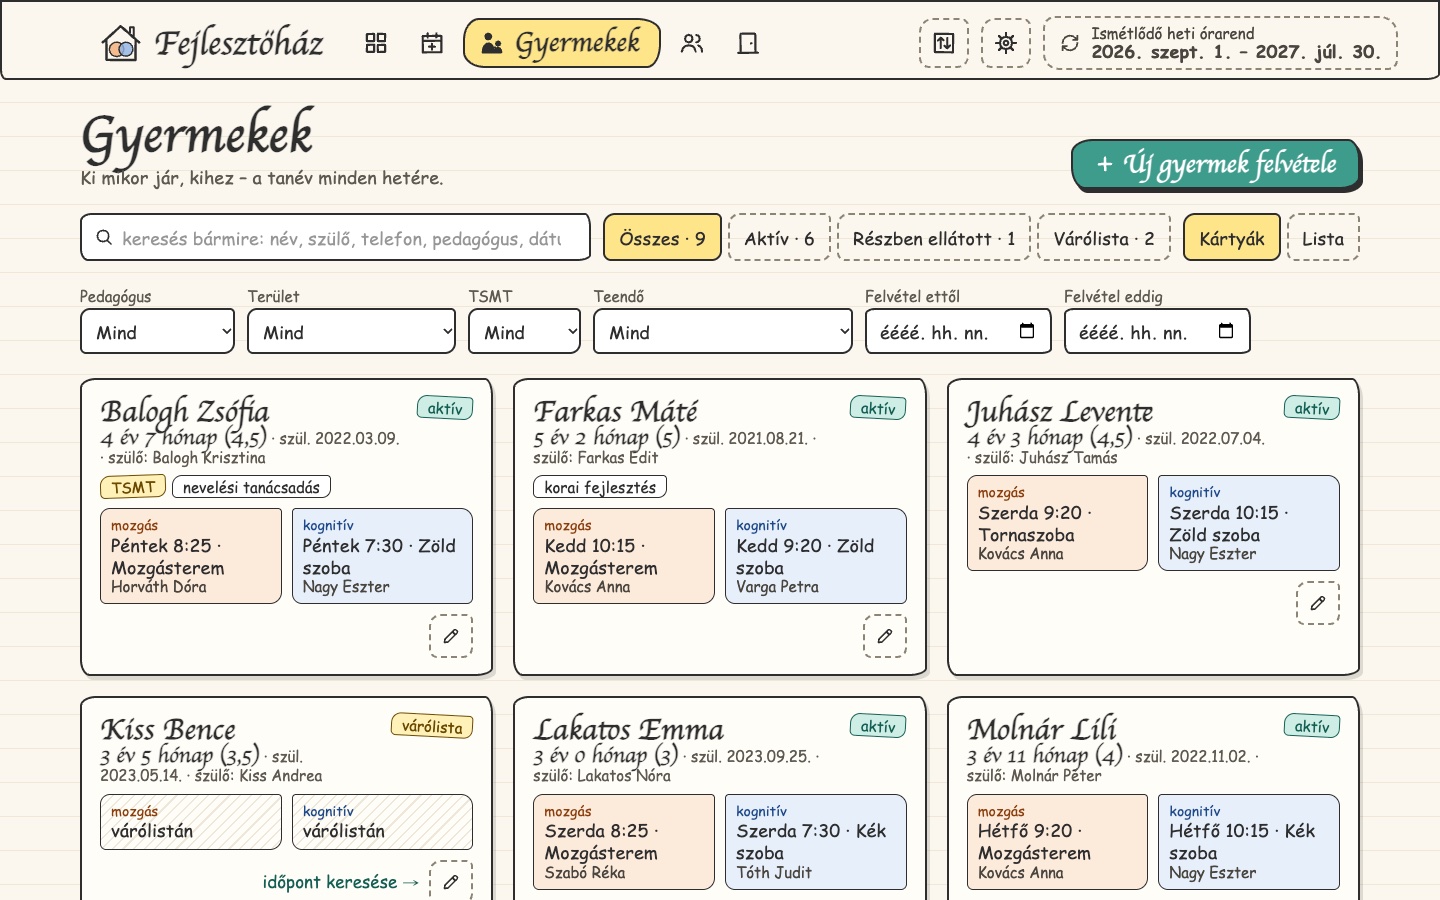 Fejlesztőház
Gyermekek
Ismétlődő heti órarend
2026. szept. 1. – 2027. júl. 30.
Gyermekek
Ki mikor jár, kihez – a tanév minden hetére.
+ Új gyermek felvétele
keresés bármire: név, szülő, telefon, pedagógus, dátu
Összes · 9
Aktív · 6
Részben ellátott · 1
Várólista · 2
Kártyák
Lista
Pedagógus
Terület
TSMT
Teendő
Felvétel ettől
Felvétel eddig
Mind
Mind
Mind
Mind
éééé. hh. nn.
éééé. hh. nn.
Balogh Zsófia
aktív
4 év 7 hónap (4,5) · szül. 2022.03.09.
· szülő: Balogh Krisztina
TSMT
nevelési tanácsadás
mozgás
Péntek 8:25 ·
Mozgásterem
Horváth Dóra
kognitív
Péntek 7:30 · Zöld
szoba
Nagy Eszter
Farkas Máté
aktív
5 év 2 hónap (5) · szül. 2021.08.21. ·
szülő: Farkas Edit
korai fejlesztés
mozgás
Kedd 10:15 ·
Mozgásterem
Kovács Anna
kognitív
Kedd 9:20 · Zöld
szoba
Varga Petra
Juhász Levente
aktív
4 év 3 hónap (4,5) · szül. 2022.07.04.
· szülő: Juhász Tamás
mozgás
Szerda 9:20 ·
Tornaszoba
Kovács Anna
kognitív
Szerda 10:15 ·
Zöld szoba
Nagy Eszter
Kiss Bence
várólista
3 év 5 hónap (3,5) · szül.
2023.05.14. · szülő: Kiss Andrea
mozgás
várólistán
kognitív
várólistán
időpont keresése →
Lakatos Emma
aktív
3 év 0 hónap (3) · szül. 2023.09.25. ·
szülő: Lakatos Nóra
mozgás
Szerda 8:25 ·
Mozgásterem
Szabó Réka
kognitív
Szerda 7:30 · Kék
szoba
Tóth Judit
Molnár Lili
aktív
3 év 11 hónap (4) · szül. 2022.11.02. ·
szülő: Molnár Péter
mozgás
Hétfő 9:20 ·
Mozgásterem
Kovács Anna
kognitív
Hétfő 10:15 · Kék
szoba
Nagy Eszter